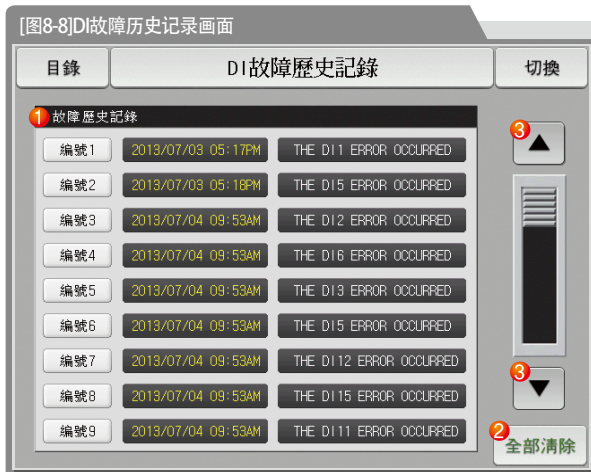 [图8-8]DI故障历史记录画面
目錄 DI故障歷史記錄 切換
1 故障歷史記錄
3
編號1 2013/07/03 05:17PM THE DI1 ERROR OCCURRED
編號2 2013/07/03 05:18PM THE DI5 ERROR OCCURRED
編號3 2013/07/04 09:53AM THE DI2 ERROR OCCURRED
編號4 2013/07/04 09:53AM THE DI6 ERROR OCCURRED
編號5 2013/07/04 09:53AM THE DI3 ERROR OCCURRED
編號6 2013/07/04 09:53AM THE DI5 ERROR OCCURRED
編號7 2013/07/04 09:53AM THE DI12 ERROR OCCURRED
3
編號8 2013/07/04 09:53AM THE DI15 ERROR OCCURRED
編號9 2013/07/04 09:53AM THE DI11 ERROR OCCURRED
2 全部清除